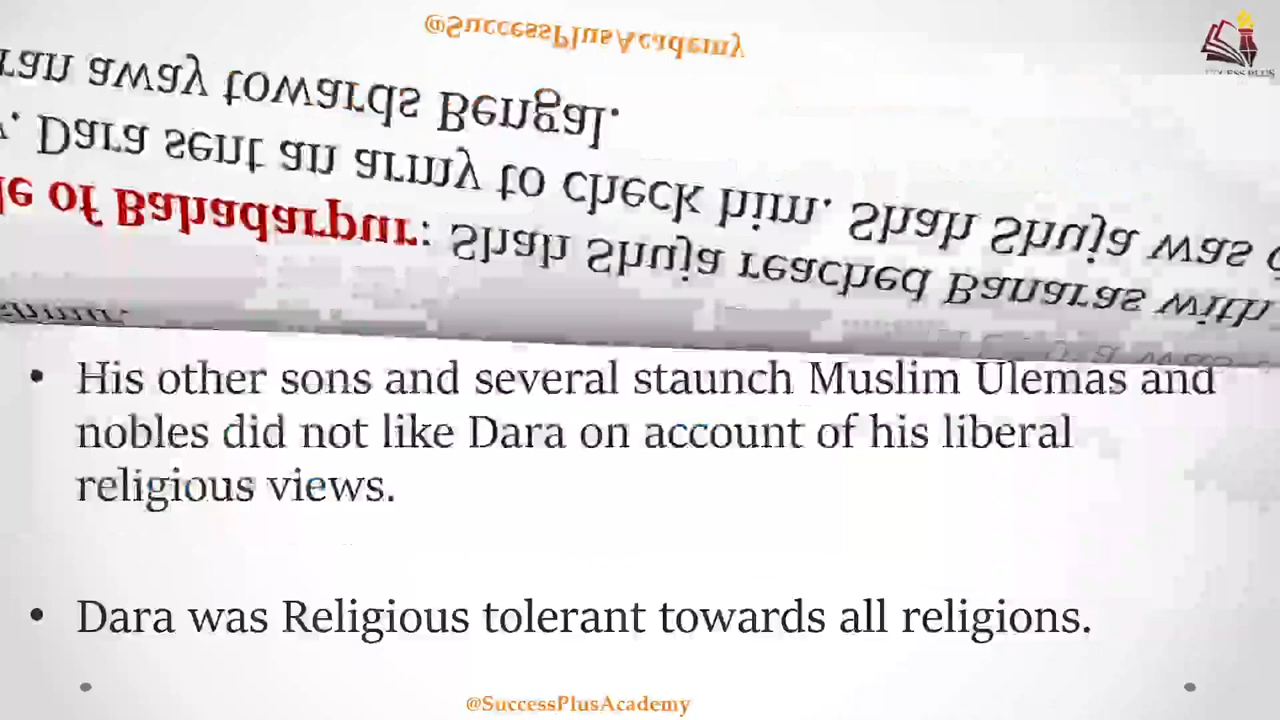 @SuccessPlusAcademy
ran away towards Bengal.
Dara sent an army to check him. Shah Shuja was
of Bahadarpur: Shah Shuja reached Banaras with
His other sons and several staunch Muslim Ulemas and
nobles did not like Dara on account of his liberal
religious views.
Dara was Religious tolerant towards all religions.
@SuccessPlusAcademy